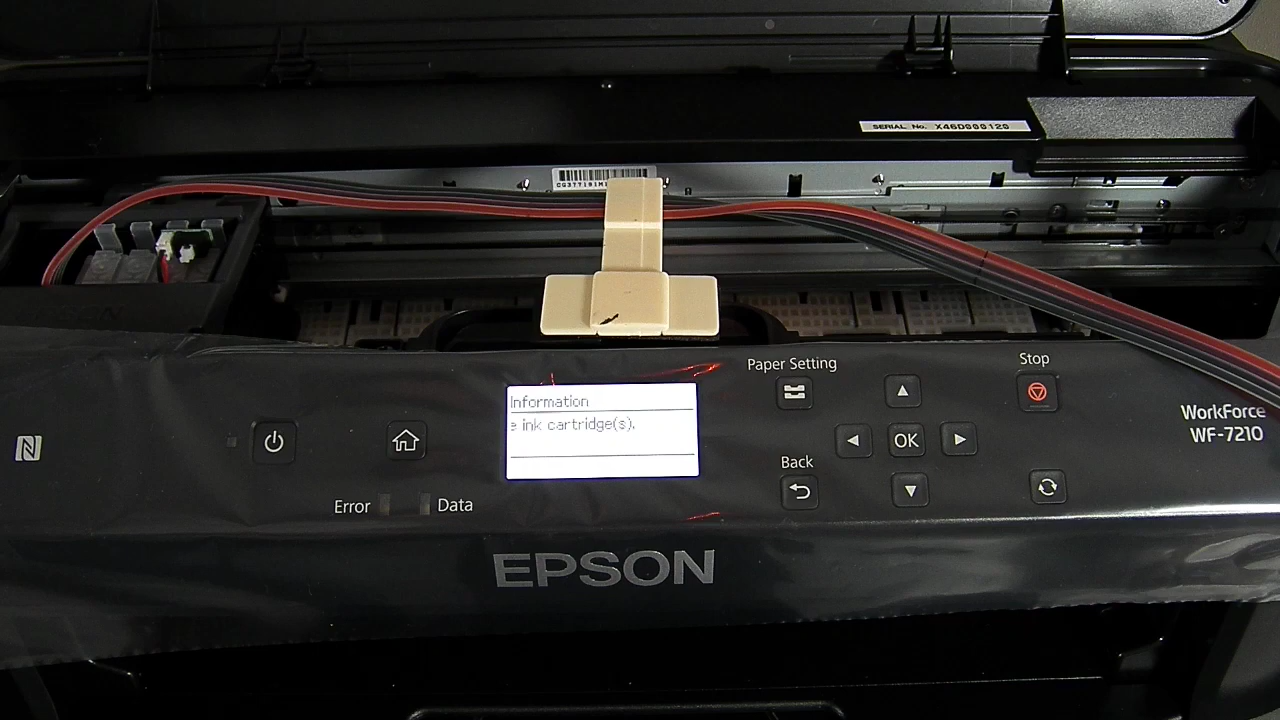 SERIAL No. X46D000120
Paper Setting
Stop
Information
e ink cartridge(s).
WorkForce
WF-7210
OK
Back
Error
Data
EPSON